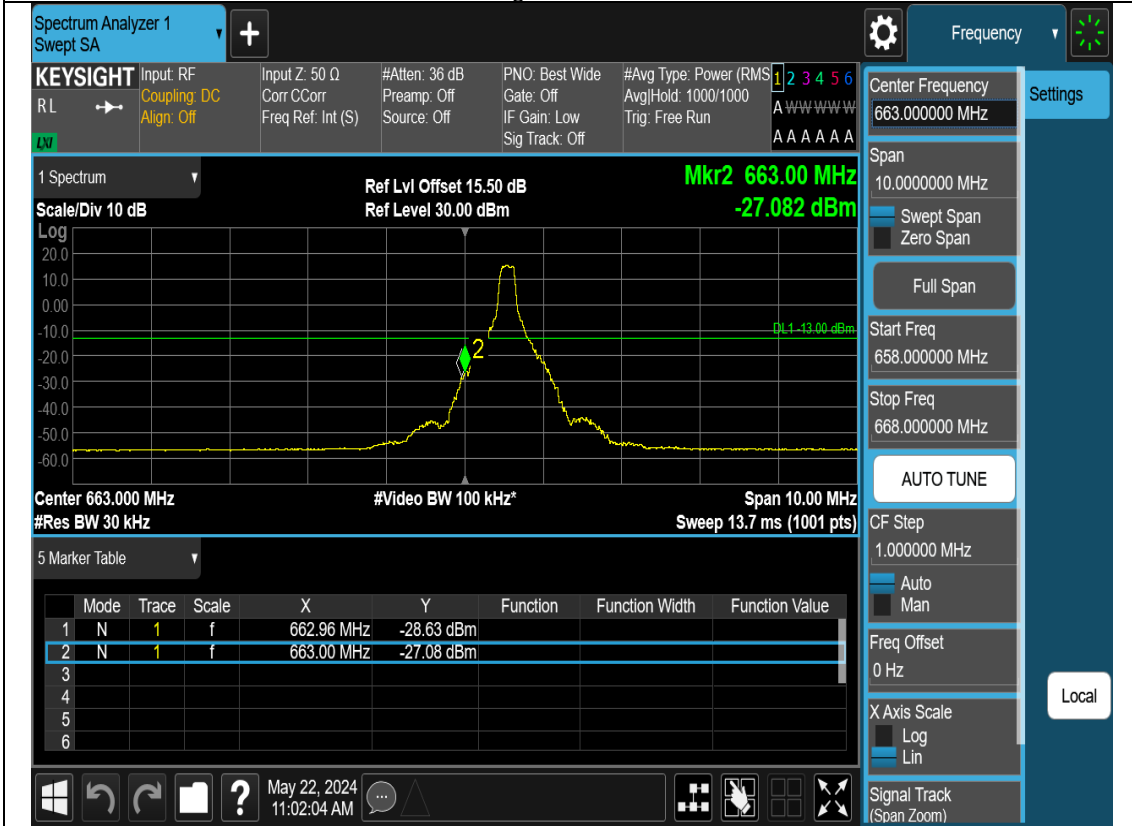 Spectrum Analyzer 1
Swept SA
+
Frequency
KEYSIGHT
RL
LXI
Input: RF
Coupling: DC
Align: Off
Input Z: 50 Ω
Corr CCorr
Freq Ref: Int (S)
#Atten: 36 dB
Preamp: Off
Source: Off
PNO: Best Wide
Gate: Off
IF Gain: Low
Sig Track: Off
#Avg Type: Power (RMS
Avg|Hold: 1000/1000
Trig: Free Run
1 2 3 4 5 6
A W W W W W
A A A A A A
1 Spectrum
Scale/Div 10 dB
Ref Lvl Offset 15.50 dB
Ref Level 30.00 dBm
Mkr2 663.00 MHz
-27.082 dBm
Log
20.0
10.0
0.00
-10.0
-20.0
-30.0
-40.0
-50.0
-60.0
DL1 -13.00 dBm
2
Center 663.000 MHz
#Video BW 100 kHz*
Span 10.00 MHz
#Res BW 30 kHz
Sweep 13.7 ms (1001 pts)
5 Marker Table
Mode Trace Scale X Y Function Function Width Function Value
1 N 1 f 662.96 MHz -28.63 dBm
2 N 1 f 663.00 MHz -27.08 dBm
3
4
5
6
?
May 22, 2024
11:02:04 AM
Center Frequency
663.000000 MHz
Span
10.0000000 MHz
Swept Span
Zero Span
Full Span
Start Freq
658.000000 MHz
Stop Freq
668.000000 MHz
AUTO TUNE
CF Step
1.000000 MHz
Auto
Man
Freq Offset
0 Hz
X Axis Scale
Log
Lin
Signal Track
(Span Zoom)
Settings
Local